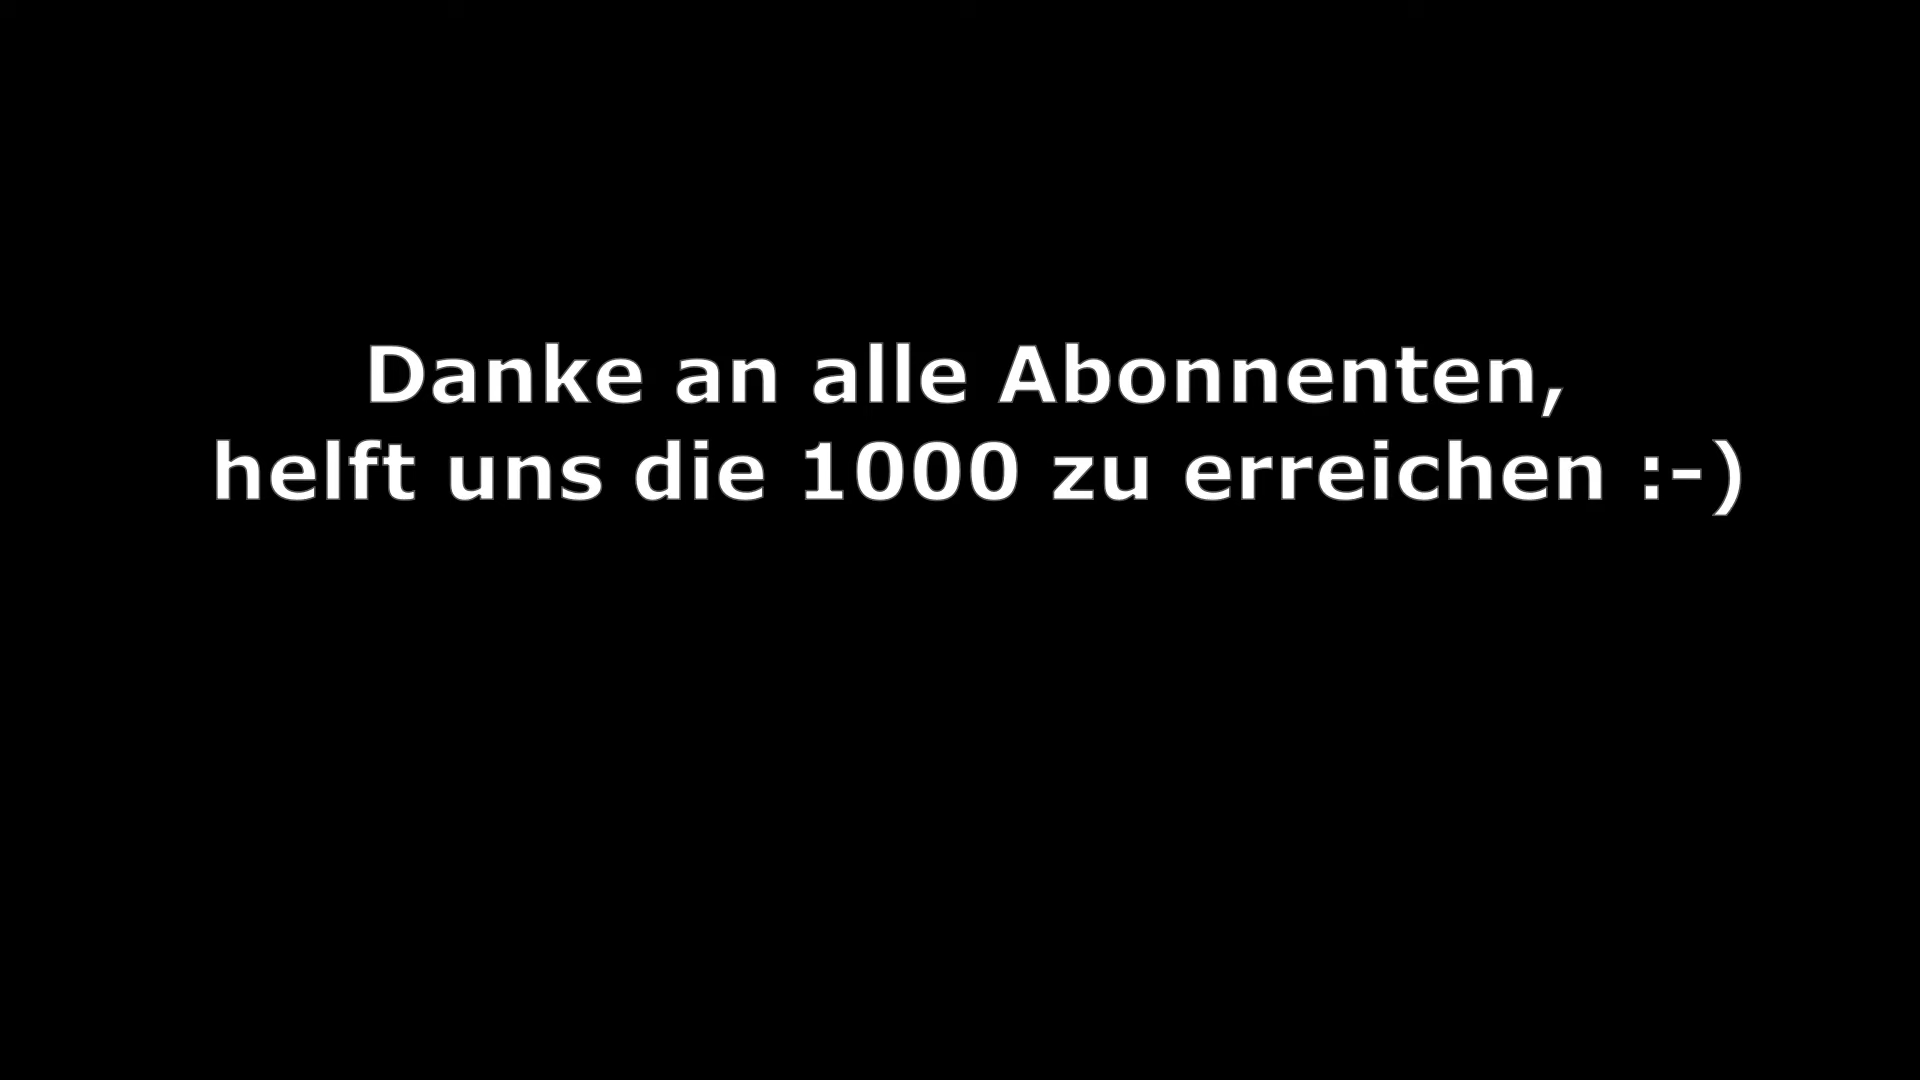 Danke an alle Abonnenten,
helft uns die 1000 zu erreichen :-)